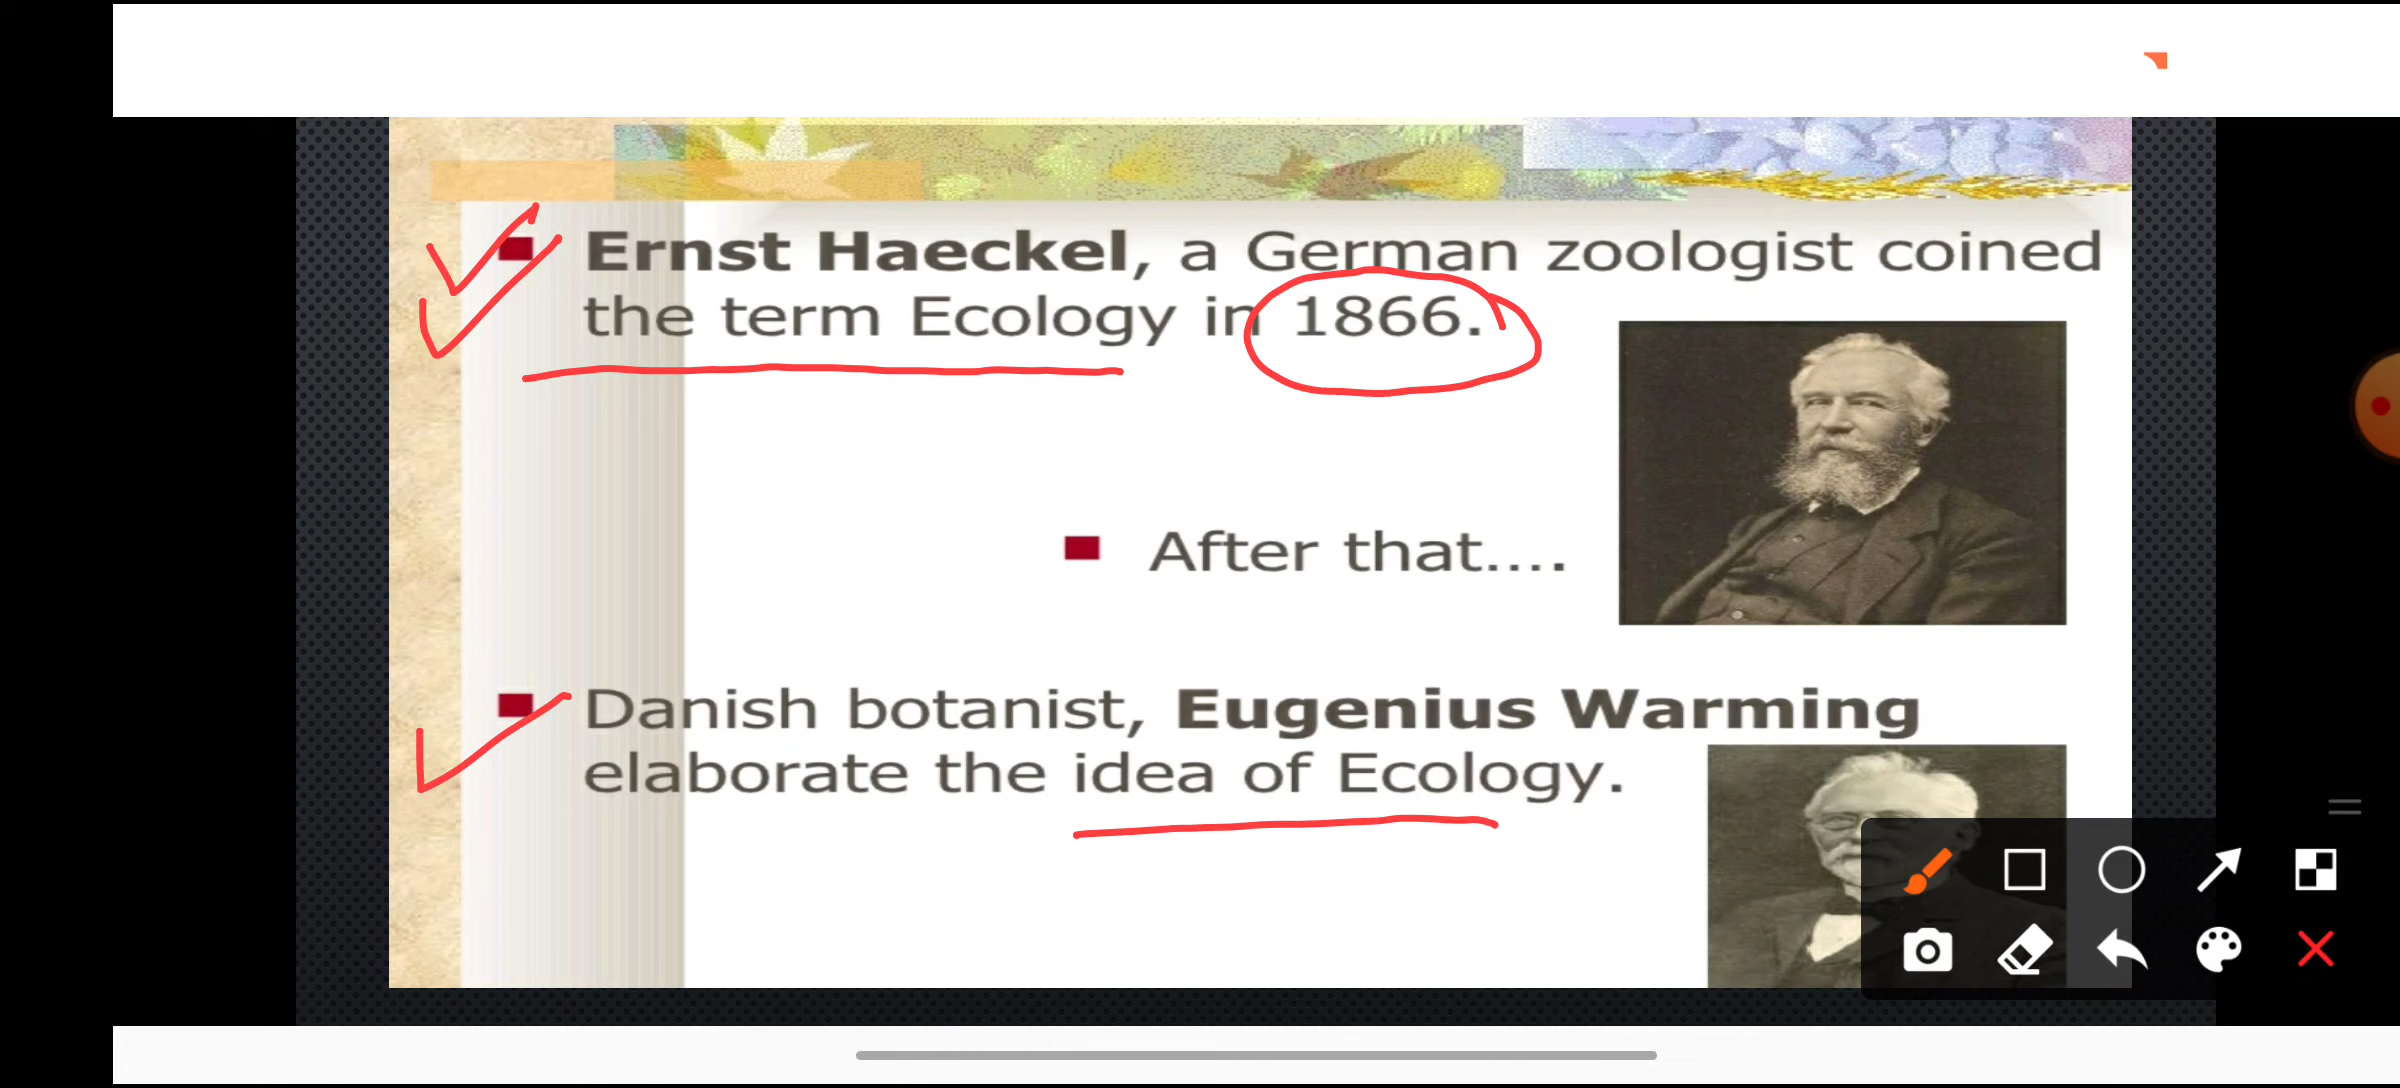 Ernst Haeckel, a German zoologist coined
the term Ecology in 1866.
After that....
Danish botanist, Eugenius Warming
elaborate the idea of Ecology.